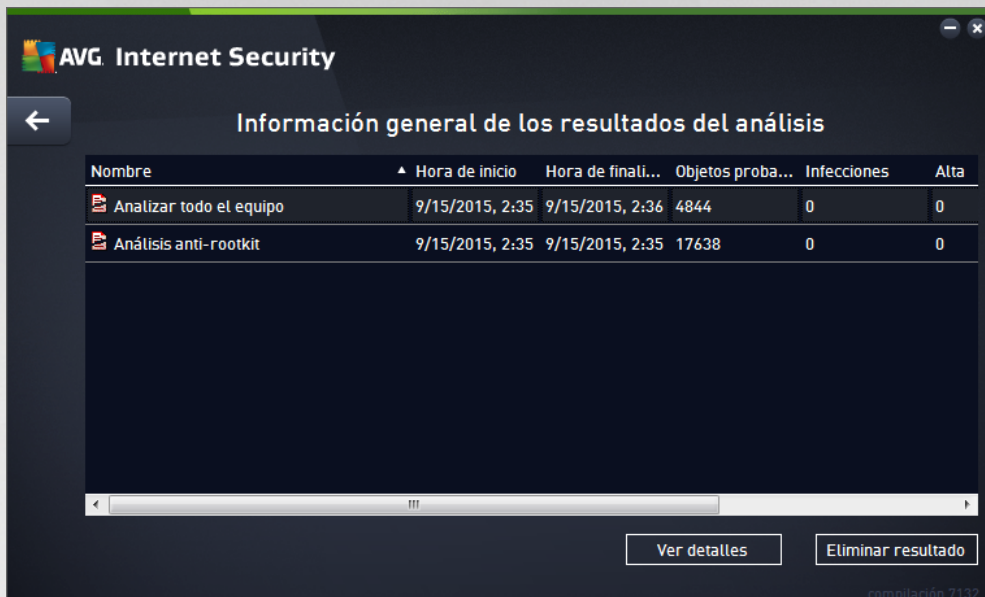 AVG Internet Security
Información general de los resultados del análisis
Nombre Hora de inicio Hora de finali... Objetos proba... Infecciones Alta
Analizar todo el equipo 9/15/2015, 2:35 9/15/2015, 2:36 4844 0 0
Análisis anti-rootkit 9/15/2015, 2:35 9/15/2015, 2:35 17638 0 0
Ver detalles Eliminar resultado
compilación 7132